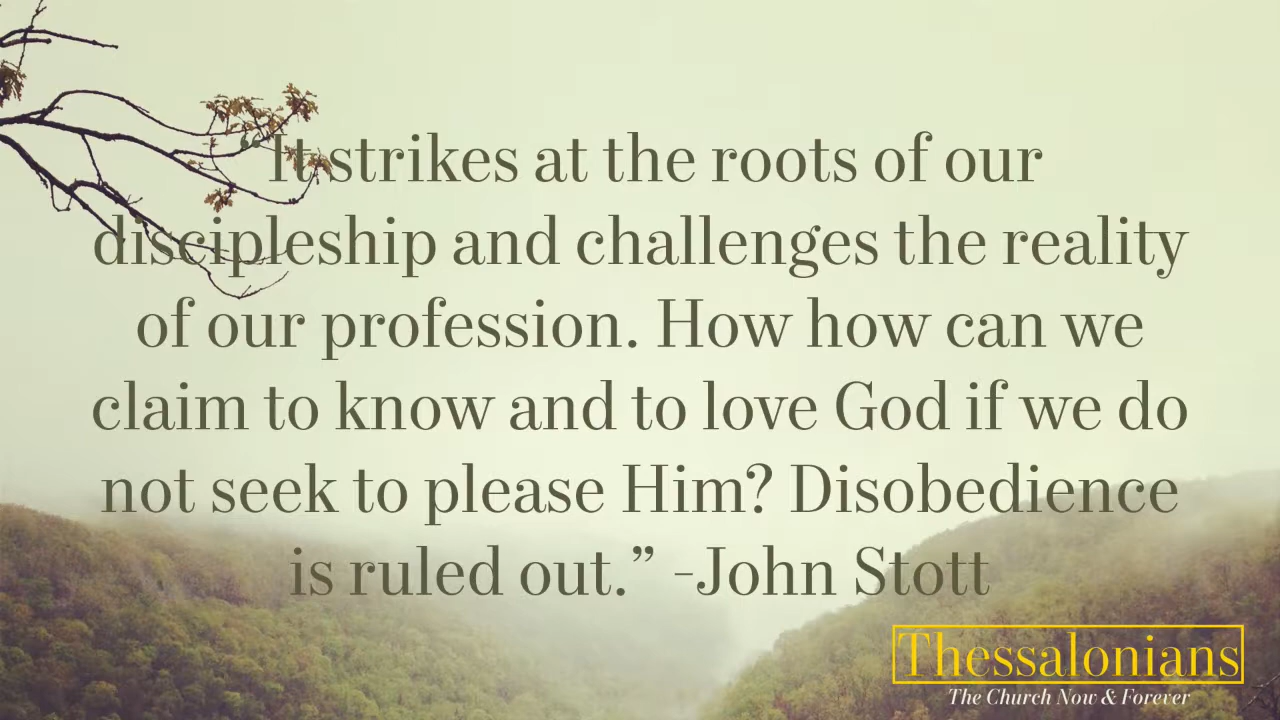 “It strikes at the roots of our
discipleship and challenges the reality
of our profession. How how can we
claim to know and to love God if we do
not seek to please Him? Disobedience
is ruled out.” -John Stott
Thessalonians
The Church Now & Forever